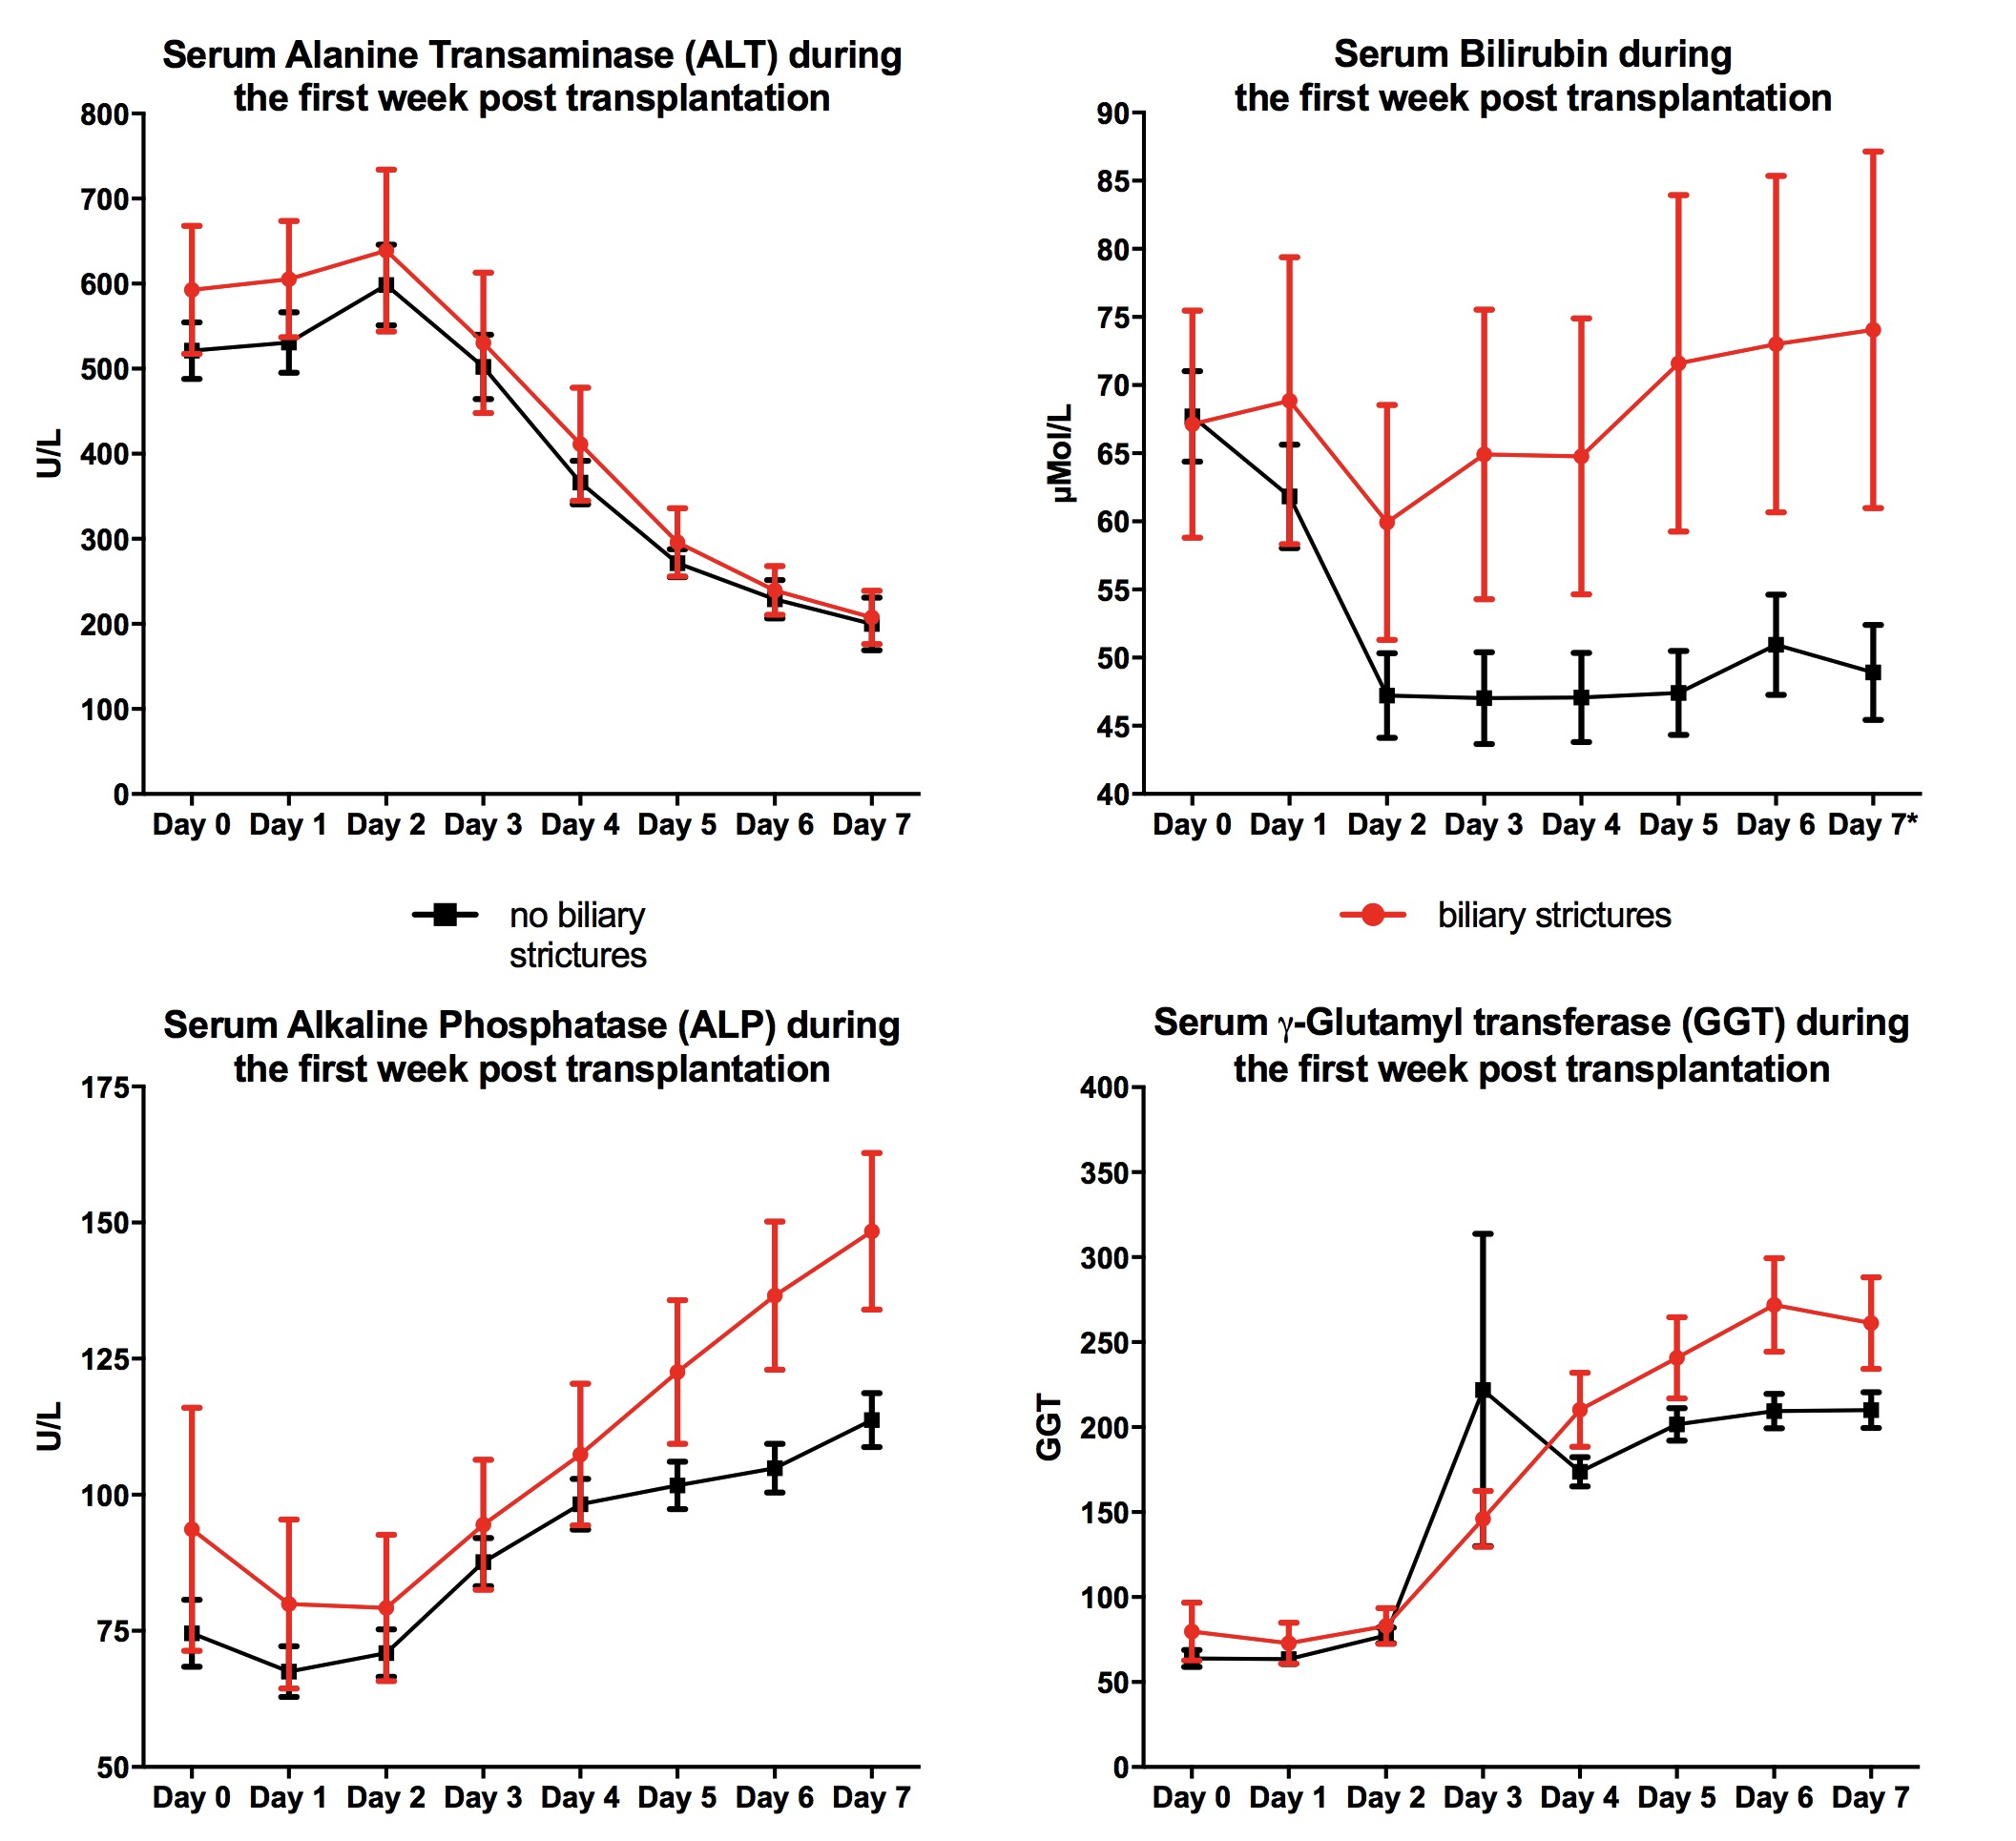 Serum Alanine Transaminase (ALT) during
the first week post transplantation
800
700
600
500
400
300
200
100
0
U/L
Day 0 Day 1 Day 2 Day 3 Day 4 Day 5 Day 6 Day 7
Serum Bilirubin during
the first week post transplantation
90
85
80
75
70
65
60
55
50
45
40
µMol/L
Day 0 Day 1 Day 2 Day 3 Day 4 Day 5 Day 6 Day 7*
no biliary
strictures
biliary strictures
Serum Alkaline Phosphatase (ALP) during
the first week post transplantation
175
150
125
100
75
50
U/L
Day 0 Day 1 Day 2 Day 3 Day 4 Day 5 Day 6 Day 7
Serum γ-Glutamyl transferase (GGT) during
the first week post transplantation
400
350
300
250
200
150
100
50
0
GGT
Day 0 Day 1 Day 2 Day 3 Day 4 Day 5 Day 6 Day 7